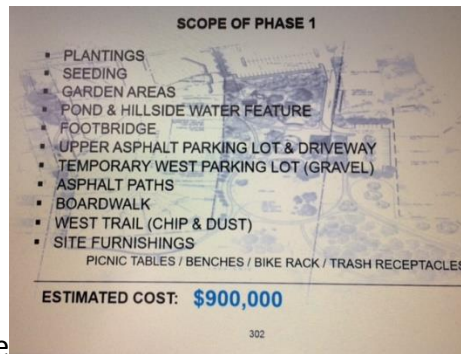 SCOPE OF PHASE 1
▪ PLANTINGS
▪ SEEDING
▪ GARDEN AREAS
▪ POND & HILLSIDE WATER FEATURE
▪ FOOTBRIDGE
▪ UPPER ASPHALT PARKING LOT & DRIVEWAY
▪ TEMPORARY WEST PARKING LOT (GRAVEL)
▪ ASPHALT PATHS
▪ BOARDWALK
▪ WEST TRAIL (CHIP & DUST)
▪ SITE FURNISHINGS
PICNIC TABLES / BENCHES / BIKE RACK / TRASH RECEPTACLES
ESTIMATED COST: $900,000
302